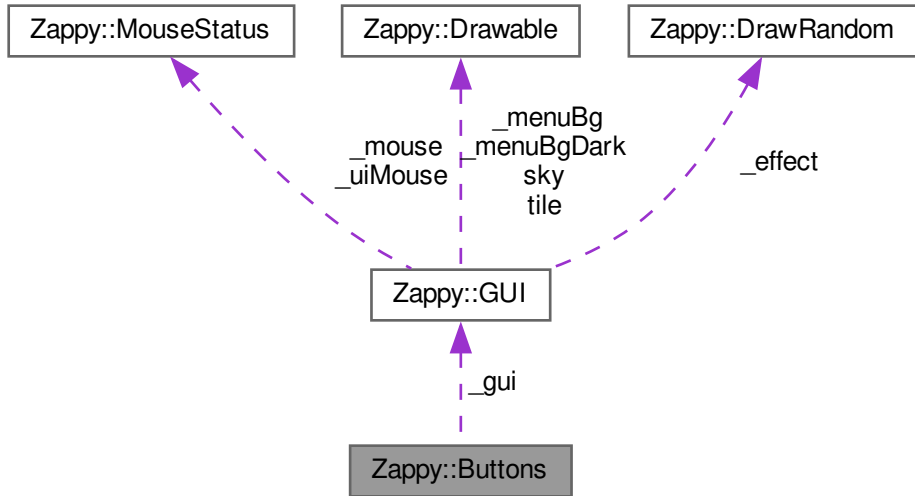 Zappy::MouseStatus
Zappy::Drawable
Zappy::DrawRandom
_mouse
_uiMouse
_menuBg
_menuBgDark
sky
tile
_effect
Zappy::GUI
_gui
Zappy::Buttons